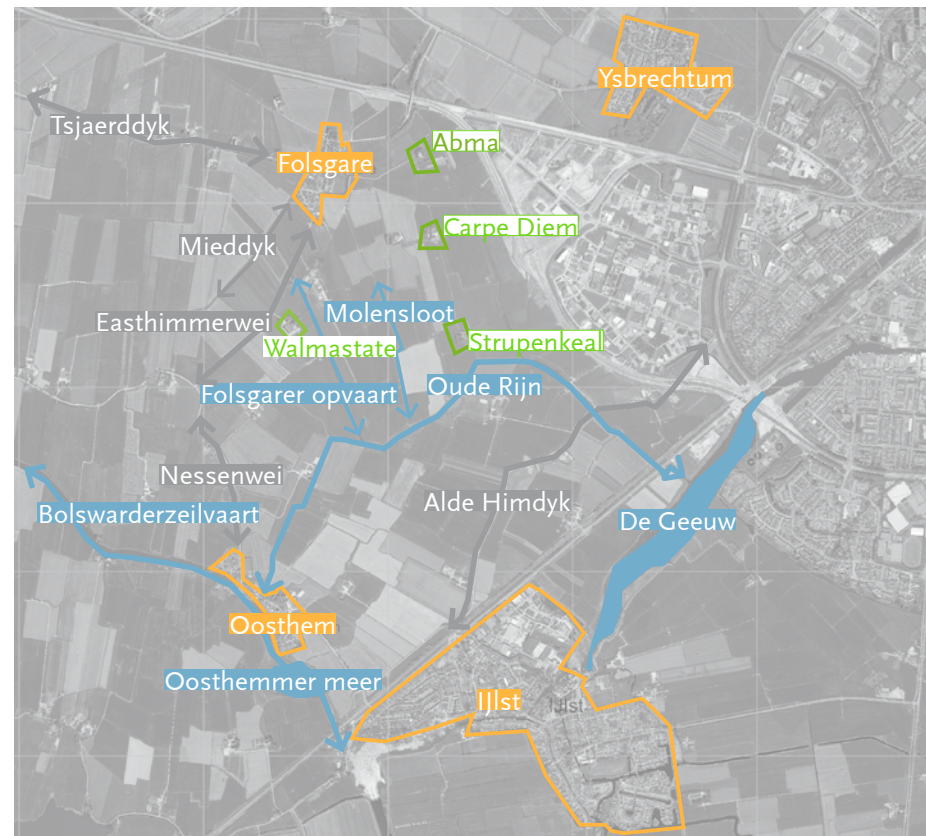 Ysbrechtum
Tsjaerddyk
Abma
Folsgare
Carpe Diem
Mieddyk
Molensloot
Easthimmerwei
Strupenkeal
Walmastate
Oude Rijn
Folsgarer opvaart
Nessenwei
Alde Himdyk
Bolswarderzeilvaart
De Geeuw
Oosthem
Oosthemmer meer
IJlst
IJlst